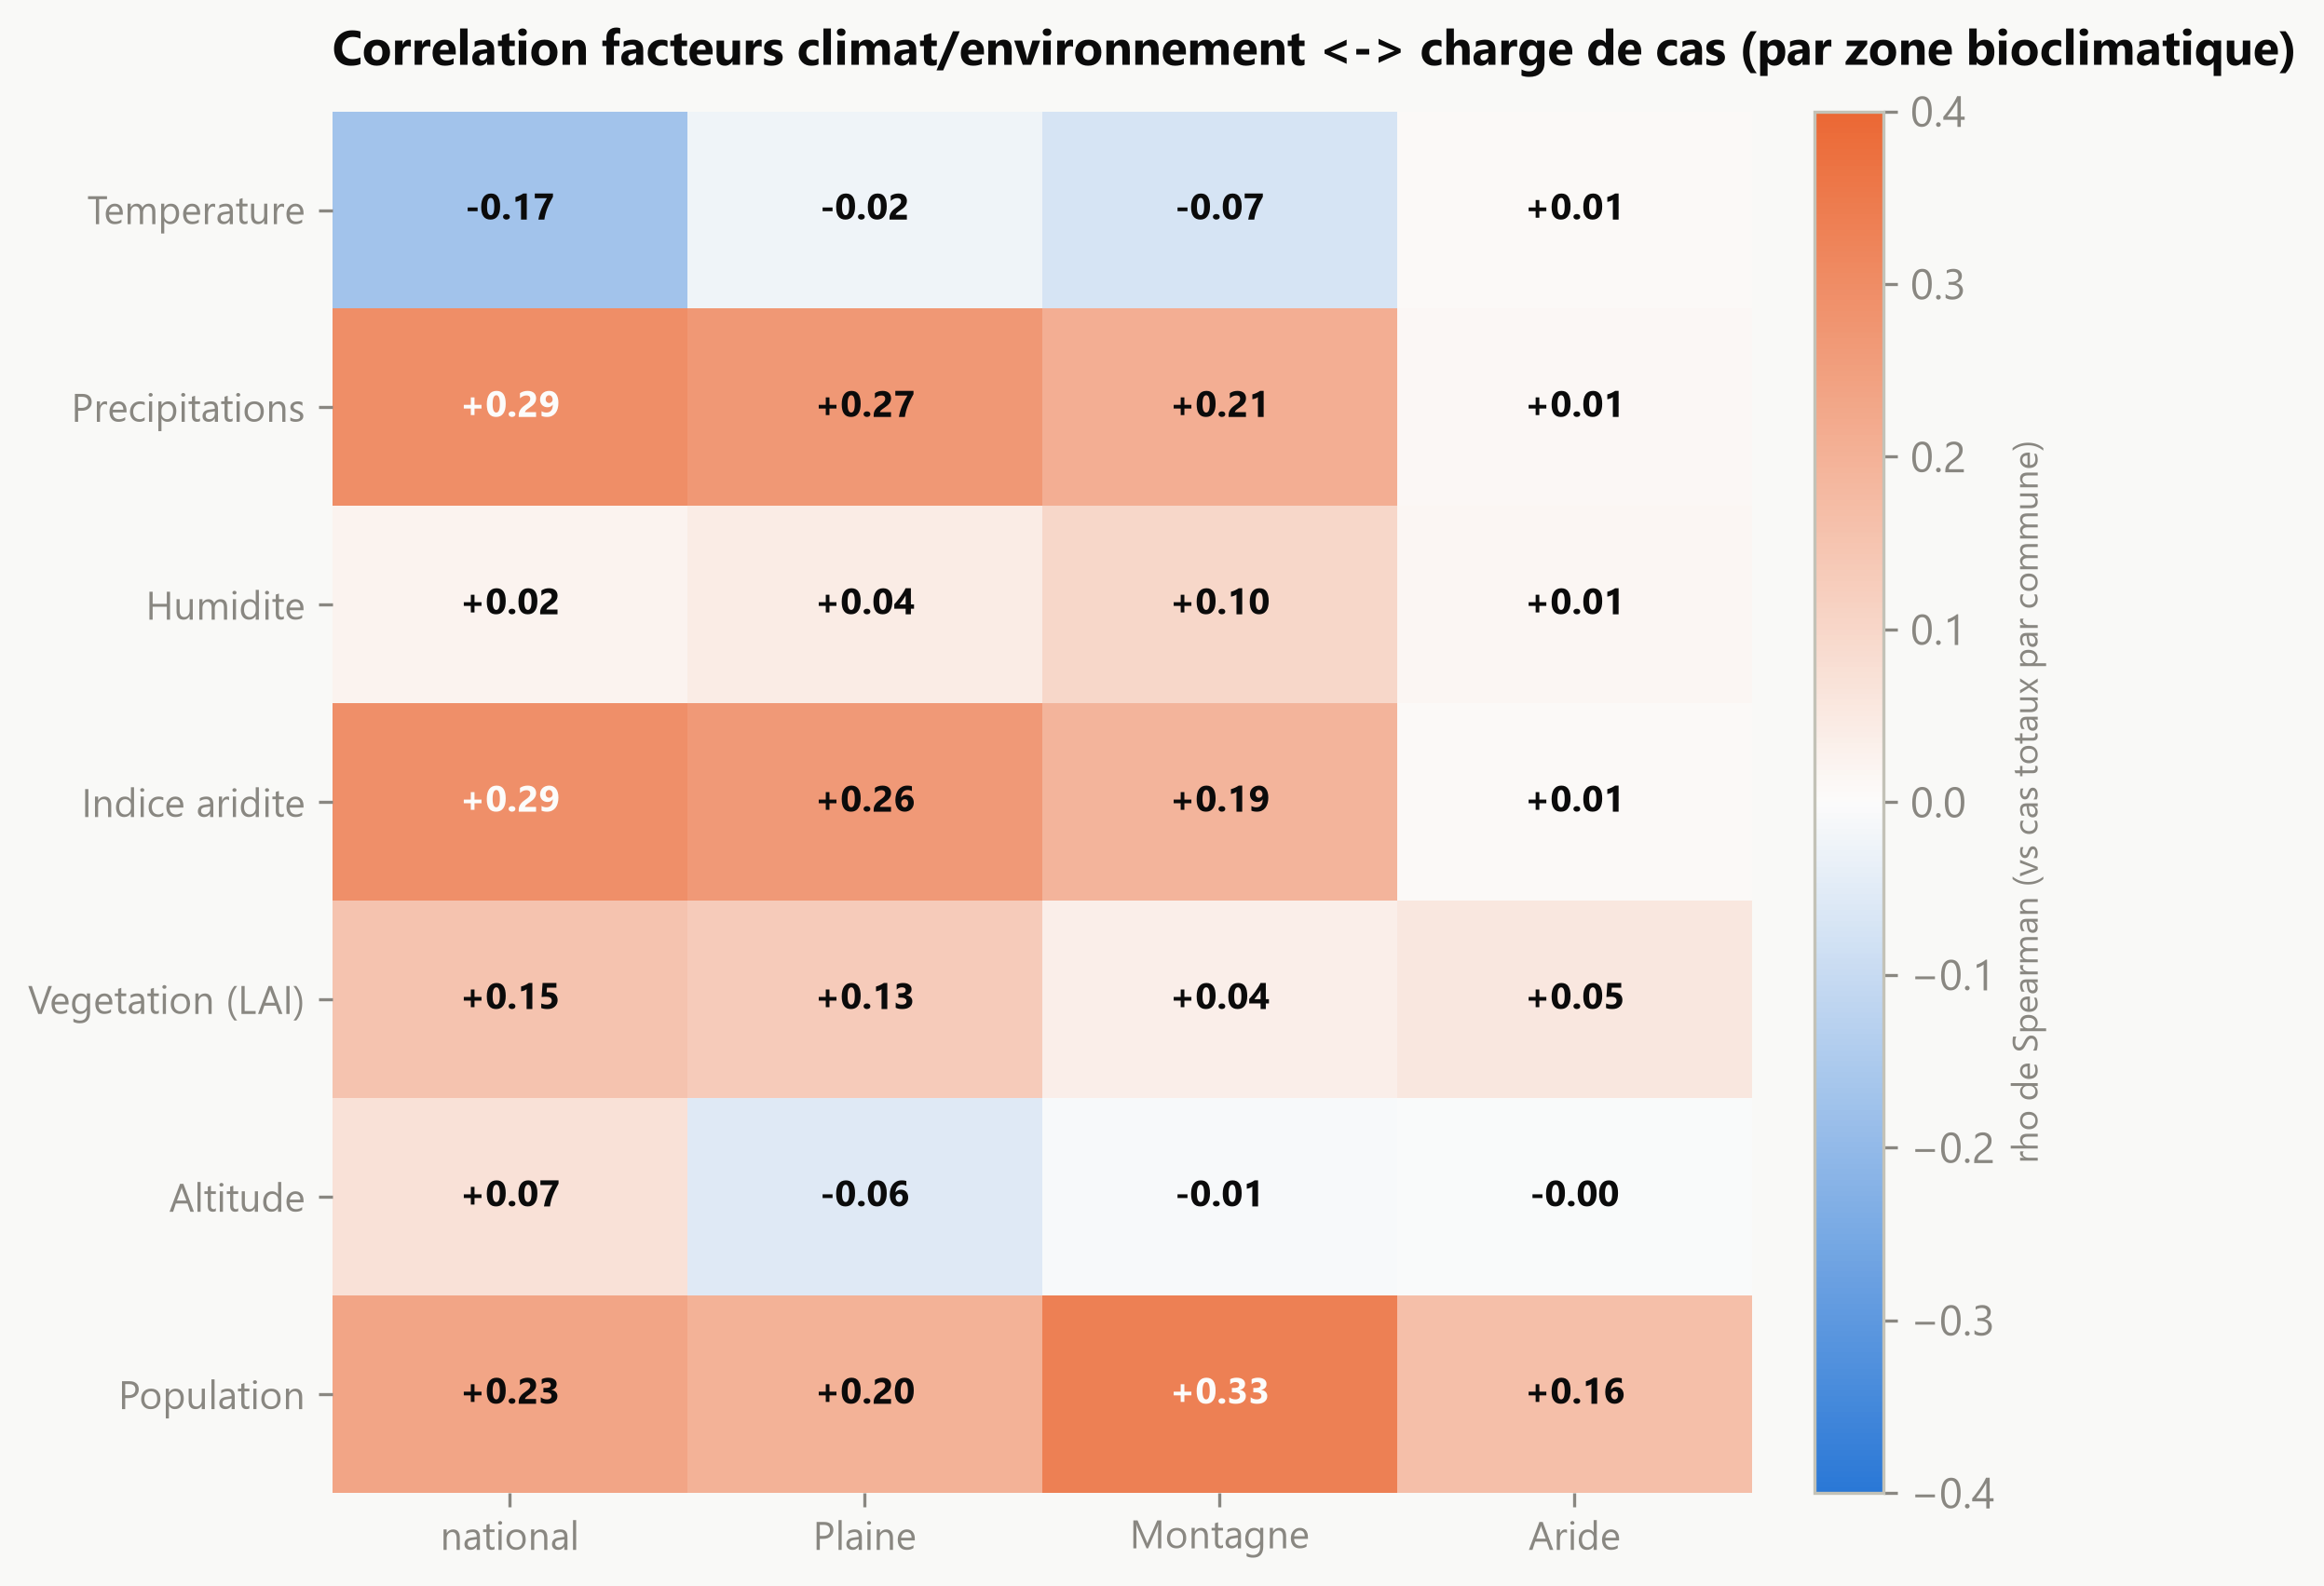 Correlation facteurs climat/environnement <-> charge de cas (par zone bioclimatique)
Temperature -0.17 -0.02 -0.07 +0.01
Precipitations +0.29 +0.27 +0.21 +0.01
Humidite +0.02 +0.04 +0.10 +0.01
Indice aridite +0.29 +0.26 +0.19 +0.01
Vegetation (LAI) +0.15 +0.13 +0.04 +0.05
Altitude +0.07 -0.06 -0.01 -0.00
Population +0.23 +0.20 +0.33 +0.16
national Plaine Montagne Aride
0.4
0.3
0.2
0.1
0.0
−0.1
−0.2
−0.3
−0.4
rho de Spearman (vs cas totaux par commune)